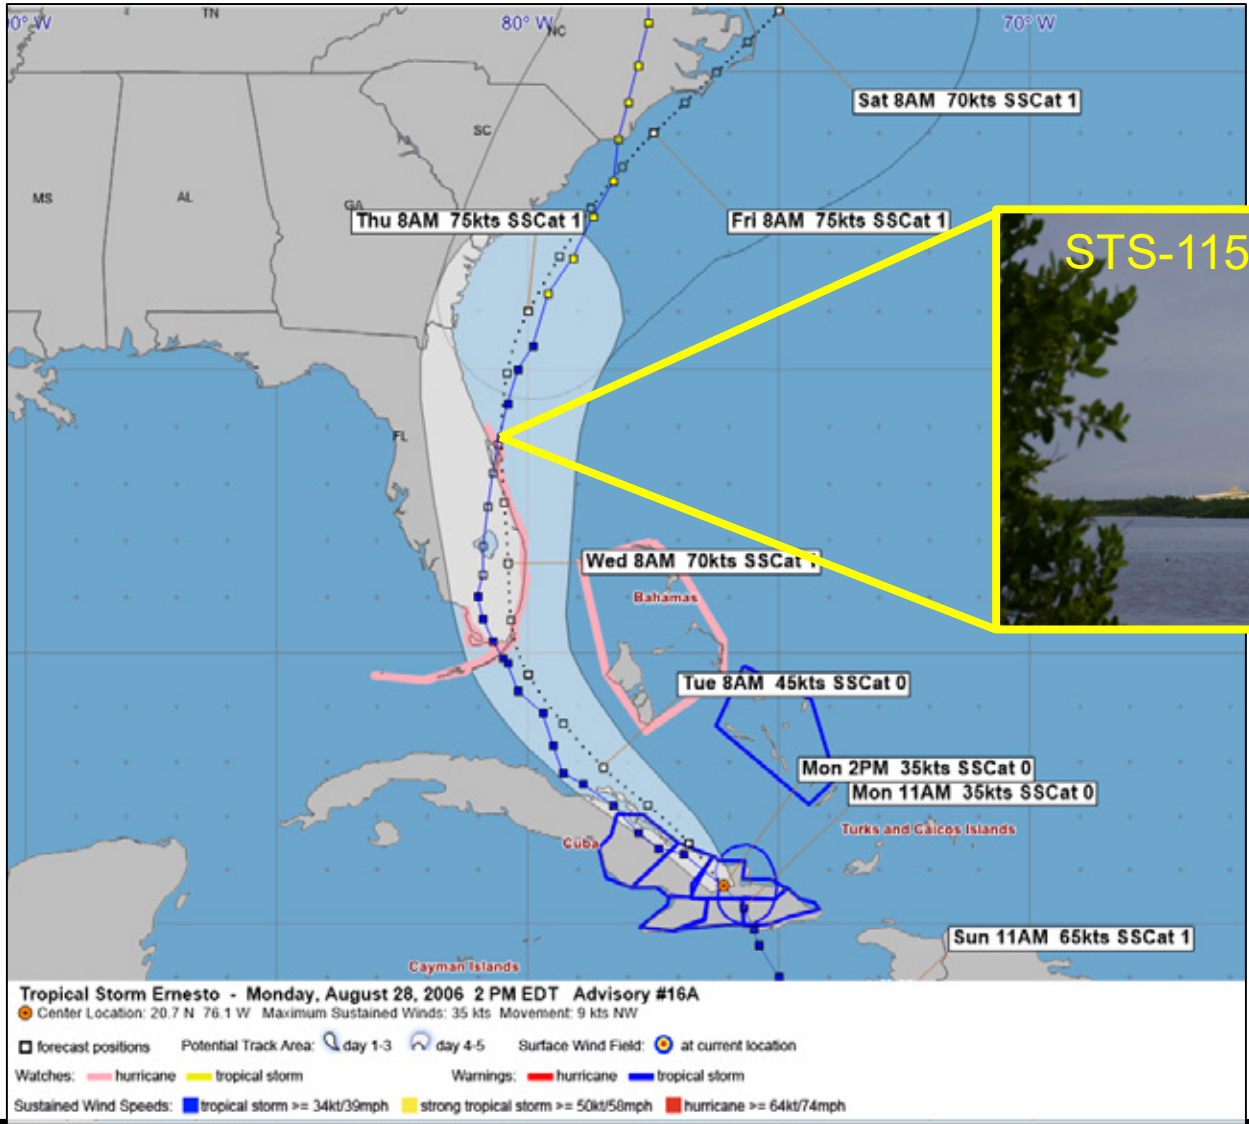 00° W
TN
80° W
NC
70° W
Sat 8AM 70kts SSCat 1
SC
MS
AL
GA
Thu 8AM 75kts SSCat 1
Fri 8AM 75kts SSCat 1
STS-115
FL
Wed 8AM 70kts SSCat 1
Bahamas
Tue 8AM 45kts SSCat 0
Mon 2PM 35kts SSCat 0
Mon 11AM 35kts SSCat 0
Turks and Caicos Islands
Cuba
Sun 11AM 65kts SSCat 1
Cayman Islands
Tropical Storm Ernesto - Monday, August 28, 2006 2 PM EDT Advisory #16A
Center Location: 20.7 N 76.1 W Maximum Sustained Winds: 35 kts Movement: 9 kts NW
forecast positions Potential Track Area: day 1-3 day 4-5 Surface Wind Field: at current location
Watches: hurricane tropical storm Warnings: hurricane tropical storm
Sustained Wind Speeds: tropical storm >= 34kt/39mph strong tropical storm >= 50kt/58mph hurricane >= 64kt/74mph